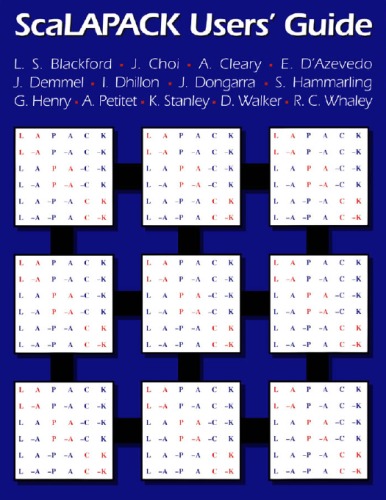 ScaLAPACK Users' Guide
L. S. Blackford • J. Choi • A. Cleary • E. D'Azevedo
J. Demmel • I. Dhillon • J. Dongarra • S. Hammarling
G. Henry • A. Petitet • K. Stanley • D. Walker • R. C. Whaley
L A P A C K
L -A P -A C -K
L A P A -C -K
L -A P -A -C K
L A -P -A C K
L -A -P A C -K
L A P A C K
L -A P -A C -K
L A P A -C -K
L -A P -A -C K
L A -P -A C K
L -A -P A C -K
L A P A C K
L -A P -A C -K
L A P A -C -K
L -A P -A -C K
L A -P -A C K
L -A -P A C -K
L A P A C K
L -A P -A C -K
L A P A -C -K
L -A P -A -C K
L A -P -A C K
L -A -P A C -K
L A P A C K
L -A P -A C -K
L A P A -C -K
L -A P -A -C K
L A -P -A C K
L -A -P A C -K
L A P A C K
L -A P -A C -K
L A P A -C -K
L -A P -A -C K
L A -P -A C K
L -A -P A C -K
L A P A C K
L -A P -A C -K
L A P A -C -K
L -A P -A -C K
L A -P -A C K
L -A -P A C -K
L A P A C K
L -A P -A C -K
L A P A -C -K
L -A P -A -C K
L A -P -A C K
L -A -P A C -K
L A P A C K
L -A P -A C -K
L A P A -C -K
L -A P -A -C K
L A -P -A C K
L -A -P A C -K